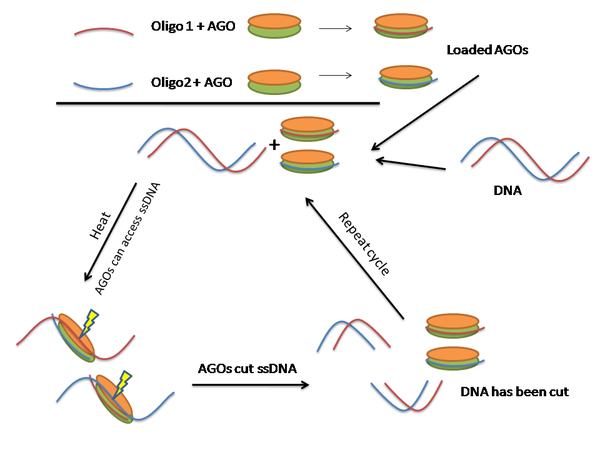 Oligo 1 + AGO
Oligo2 + AGO
Loaded AGOs
+
DNA
Heat
AGOs can access ssDNA
Repeat cycle
AGOs cut ssDNA
DNA has been cut